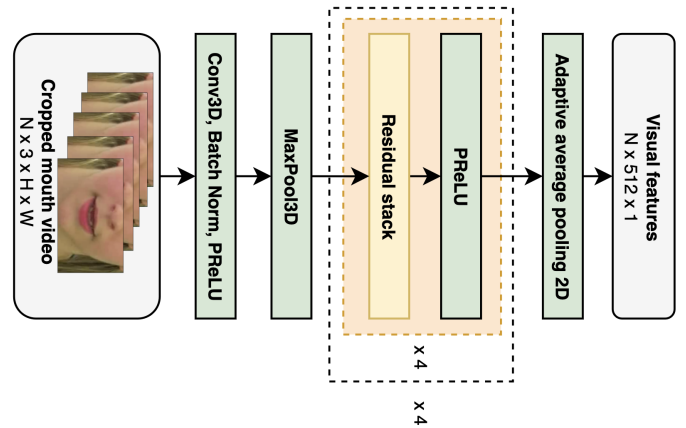 Cropped mouth video
N x 3 x H x W
Conv3D, Batch Norm, PReLU
MaxPool3D
Residual stack
PReLU
x 4
x 4
Adaptive average pooling 2D
Visual features
N x 512 x 1